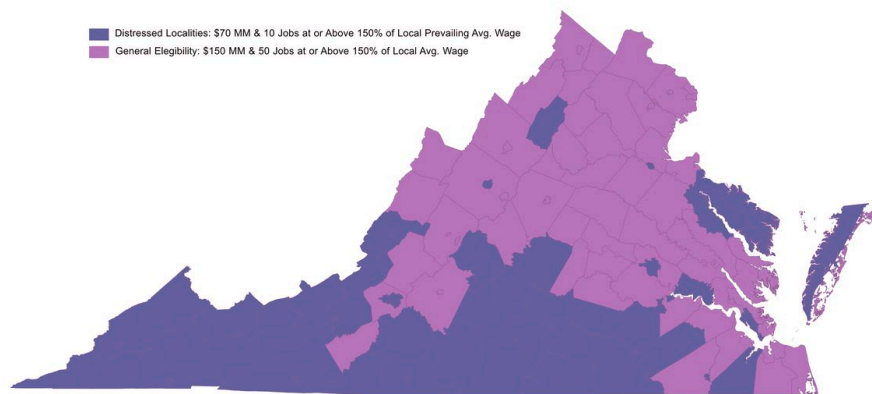 Distressed Localities: $70 MM & 10 Jobs at or Above 150% of Local Prevailing Avg. Wage
General Elegibility: $150 MM & 50 Jobs at or Above 150% of Local Avg. Wage